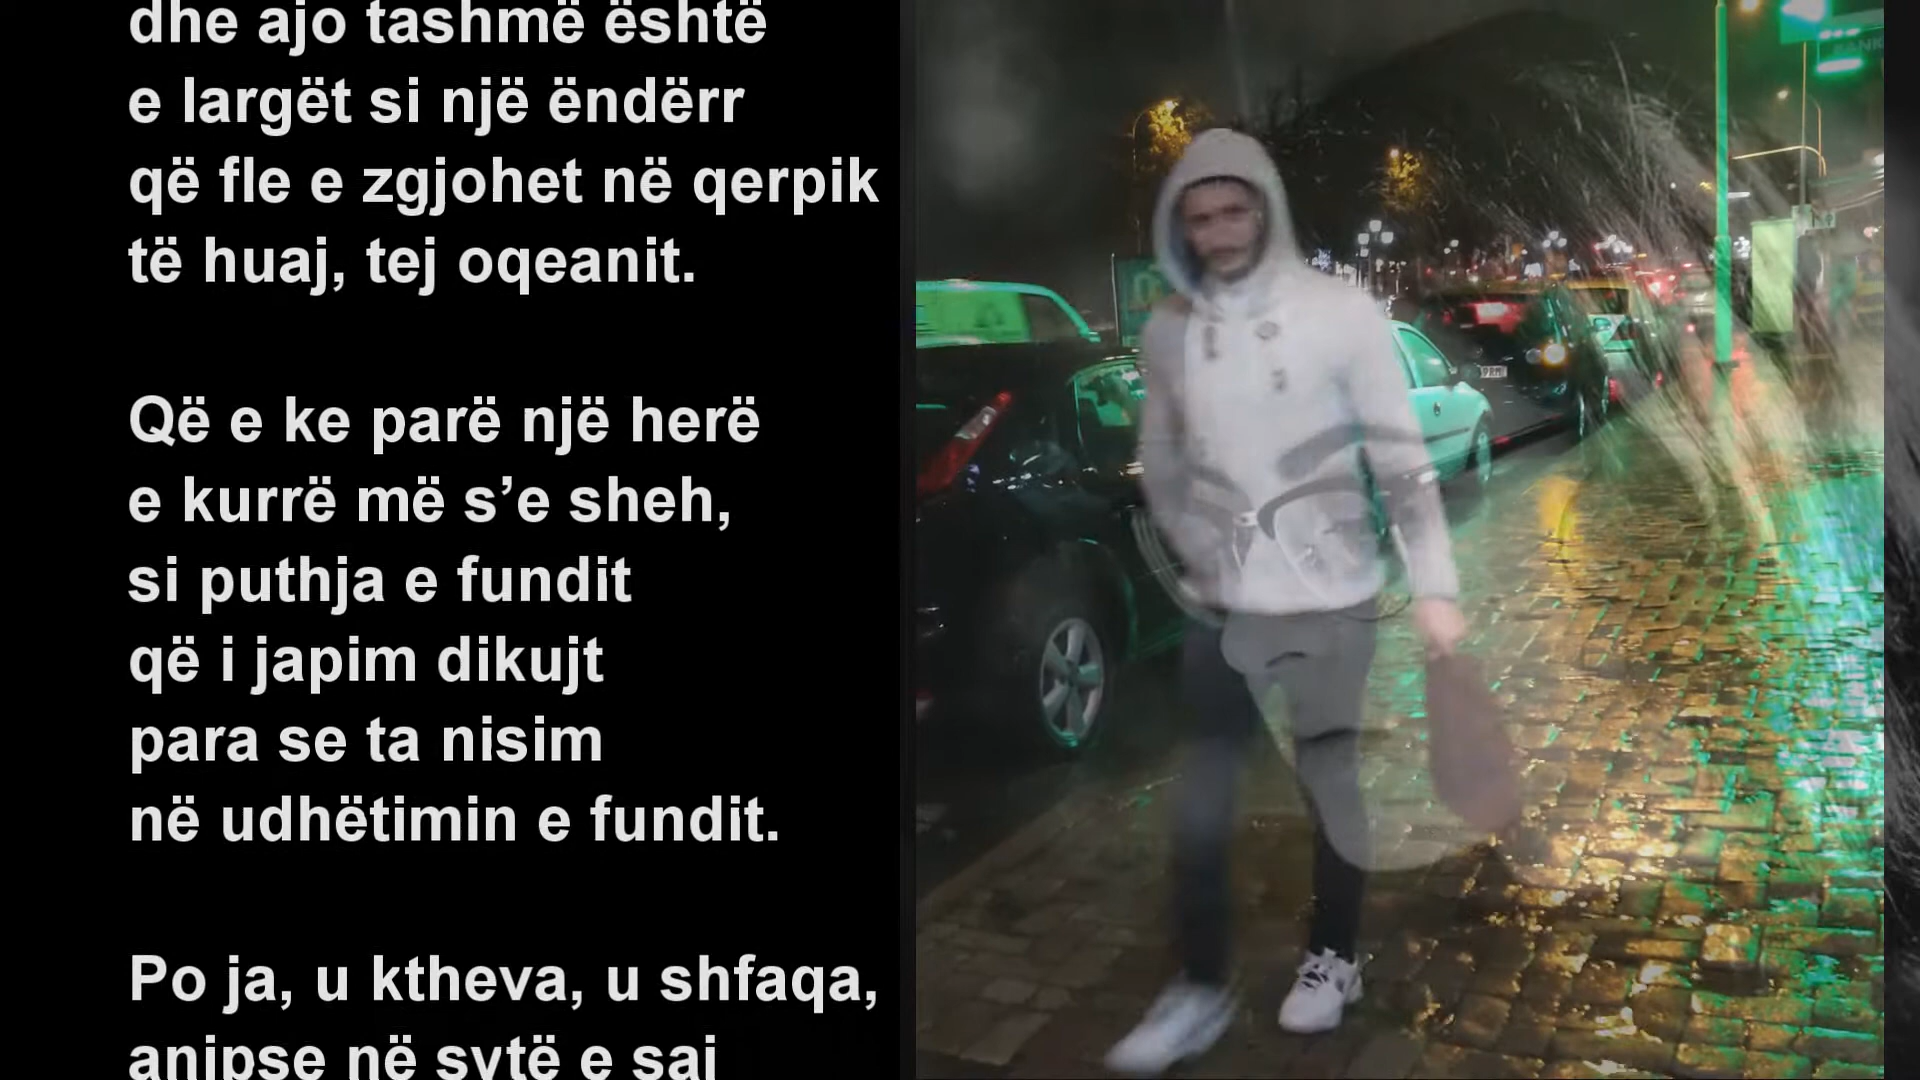 dhe ajo tashmë është
e largët si një ëndërr
që fle e zgjohet në qerpik
të huaj, tej oqeanit.
Që e ke parë një herë
e kurrë më s’e sheh,
si puthja e fundit
që i japim dikujt
para se ta nisim
në udhëtimin e fundit.
Po ja, u ktheva, u shfaqa,
anipse në sytë e saj